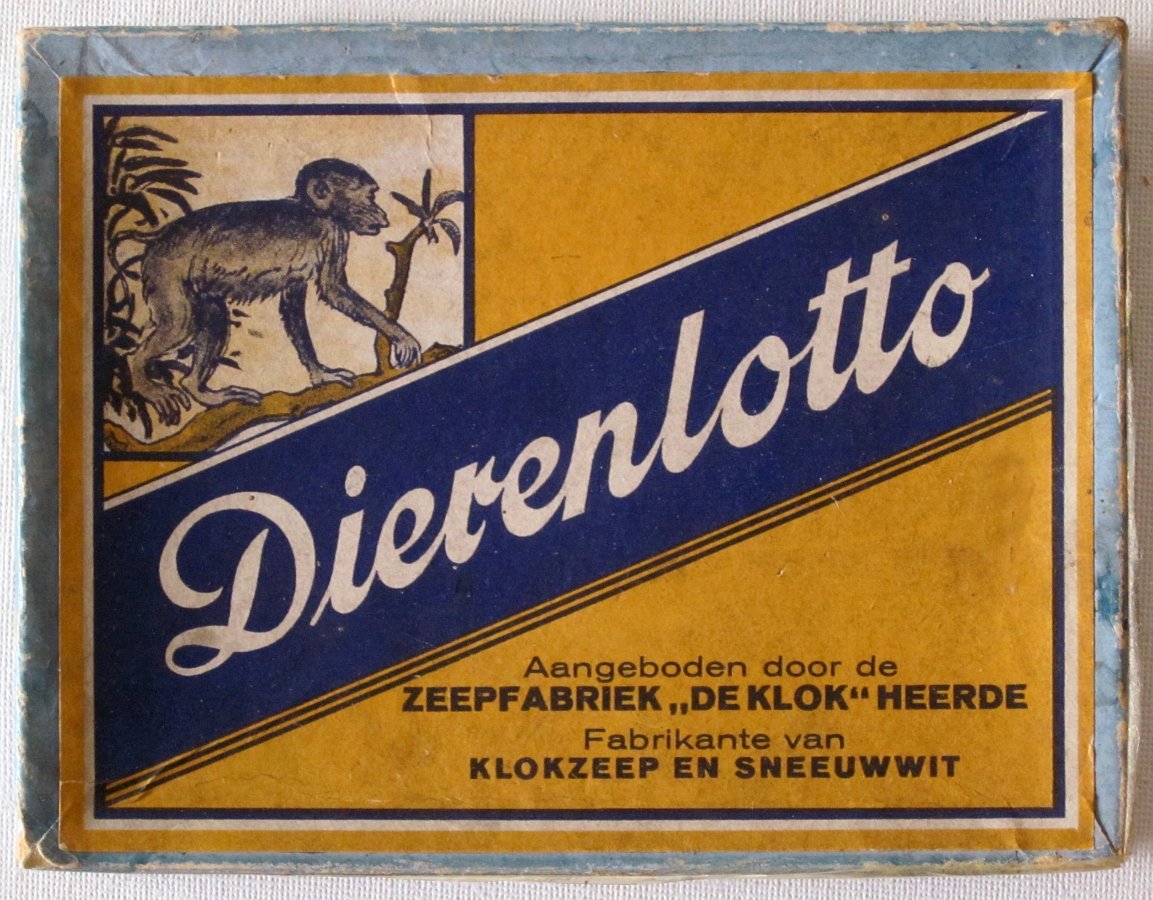 Dierenlotto
Aangeboden door de
ZEEPFABRIEK „DE KLOK“ HEERDE
Fabrikante van
KLOKZEEP EN SNEEUWWIT